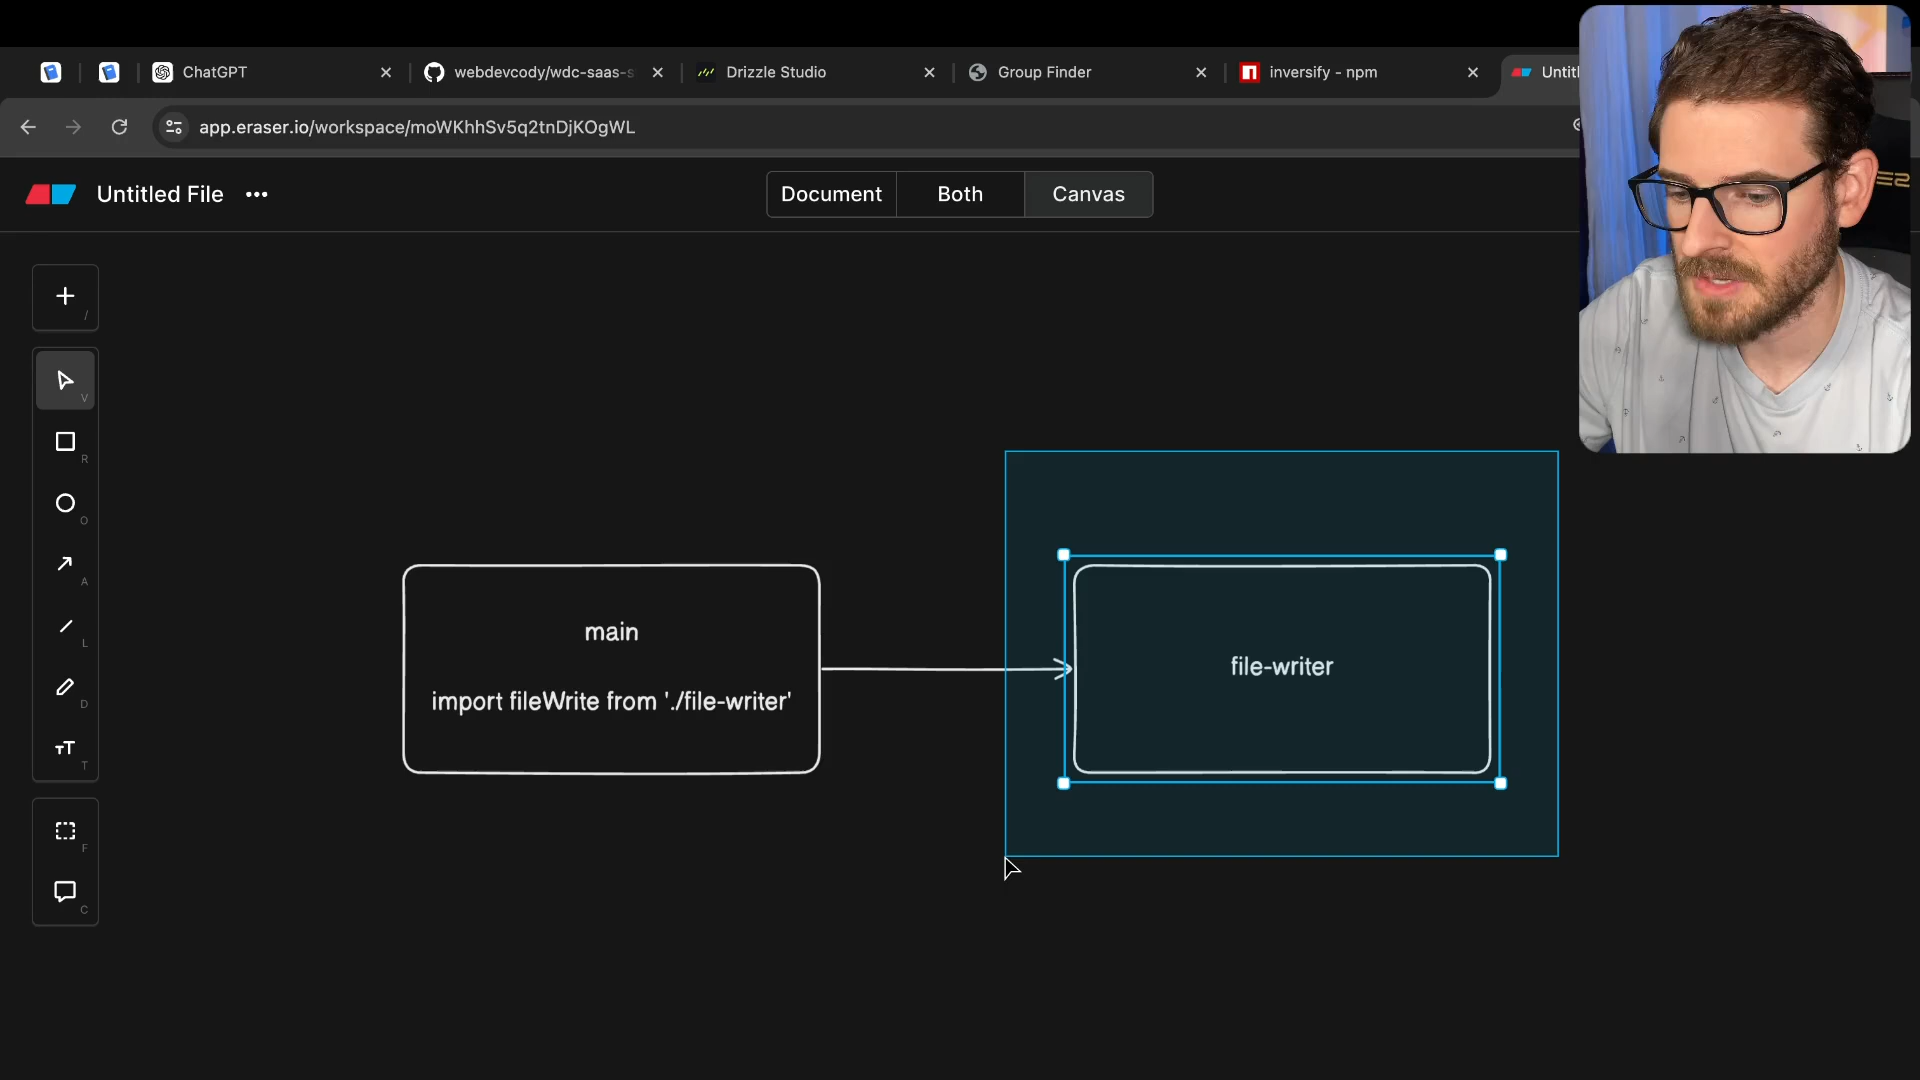 ChatGPT
webdevcody/wdc-saas-s
Drizzle Studio
Group Finder
inversify - npm
Untitl
app.eraser.io/workspace/moWKhhSv5q2tnDjKOgWL
Untitled File
Document
Both
Canvas
/
V
R
O
A
L
D
T
F
C
main
import fileWrite from './file-writer'
file-writer